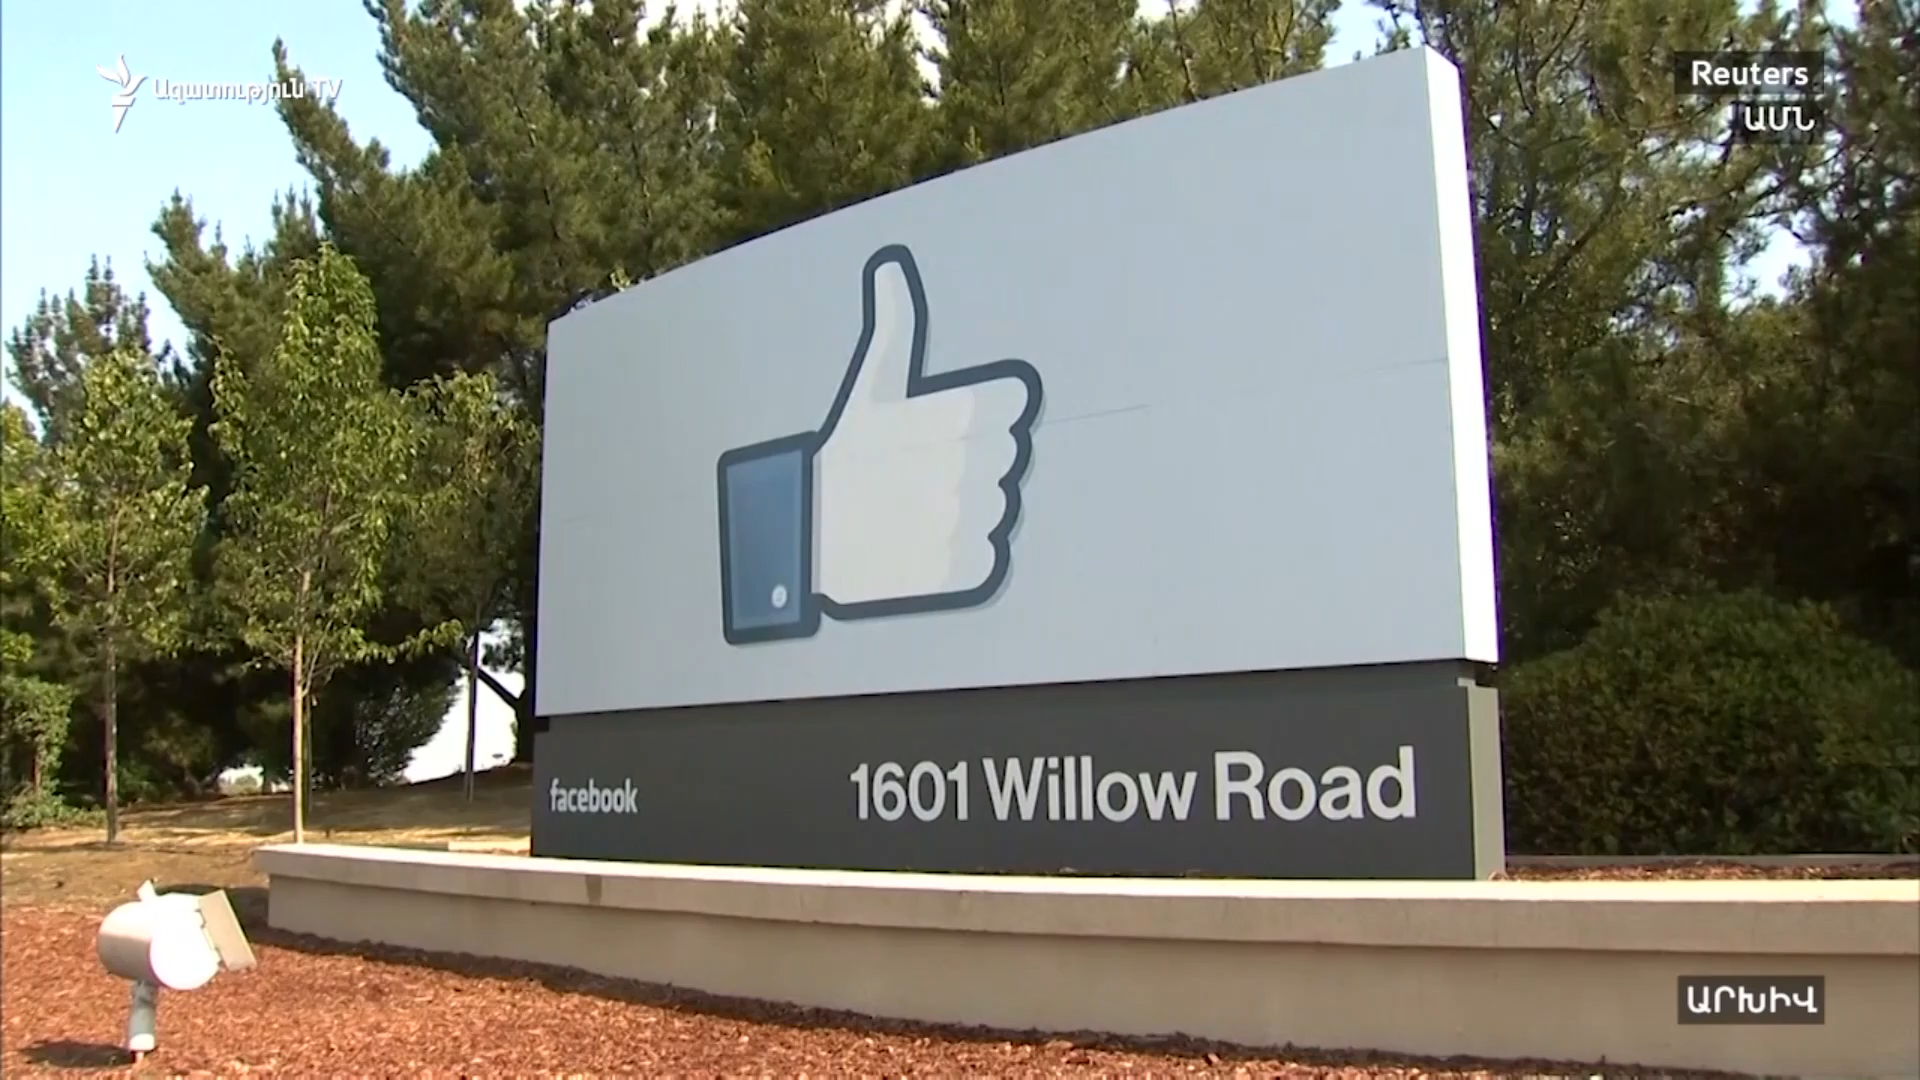 Ազատություն TV
Reuters
ԱՄՆ
facebook
1601 Willow Road
ԱՐԽԻՎ